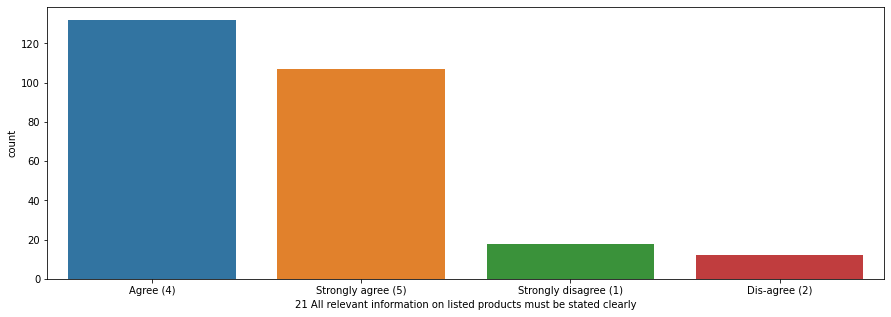 120
100
80
60
40
20
0
count
Agree (4) Strongly agree (5) Strongly disagree (1) Dis-agree (2)
21 All relevant information on listed products must be stated clearly